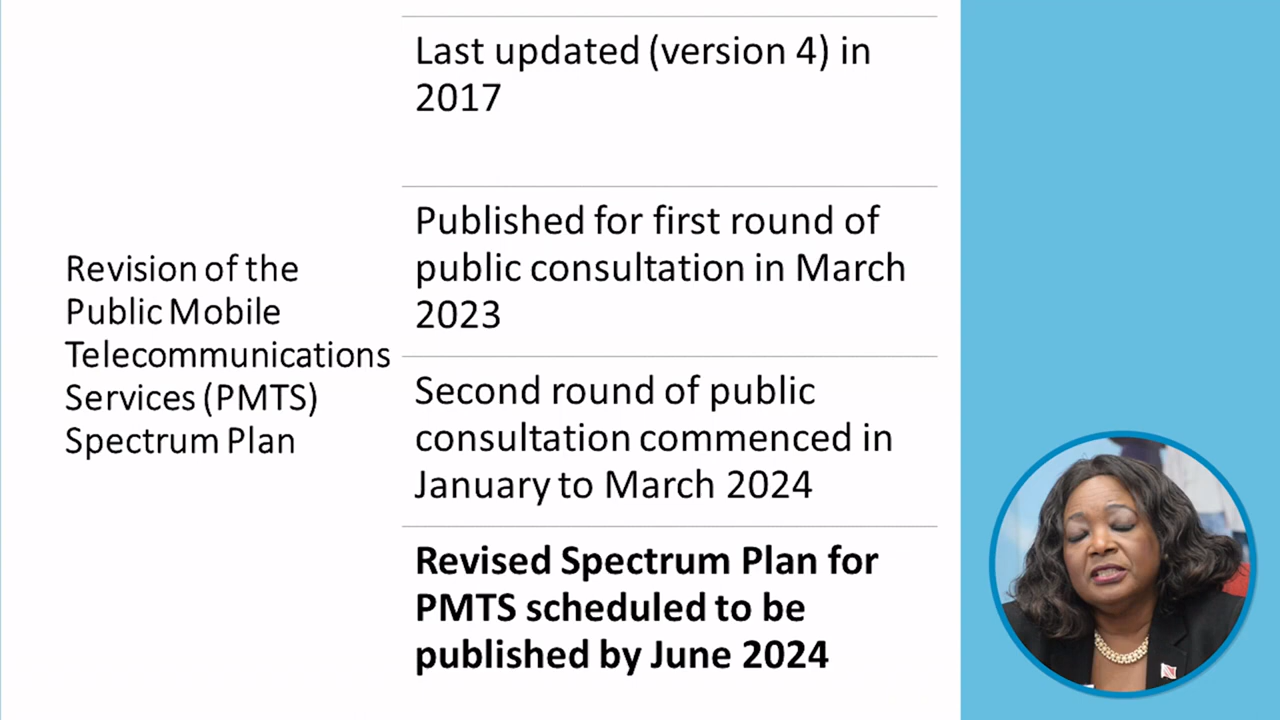 Revision of the
Public Mobile
Telecommunications
Services (PMTS)
Spectrum Plan
Last updated (version 4) in
2017
Published for first round of
public consultation in March
2023
Second round of public
consultation commenced in
January to March 2024
Revised Spectrum Plan for
PMTS scheduled to be
published by June 2024